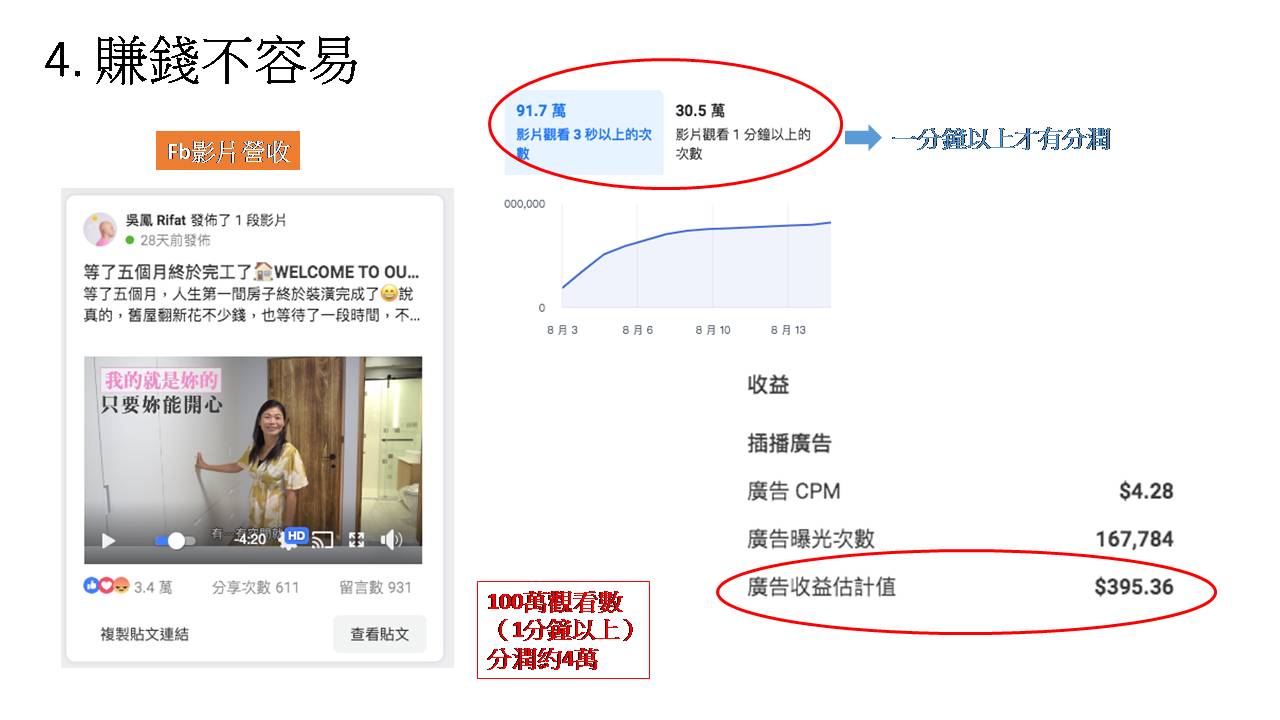 4. 賺錢不容易
Fb影片營收
吳鳳 Rifat 發佈了 1 段影片
28天前發佈
等了五個月終於完工了🏠WELCOME TO OU...
等了五個月，人生第一間房子終於裝潢完成了😄說
真的，舊屋翻新花不少錢，也等待了一段時間，不...
我的就是妳的
只要妳能開心
-4:20
HD
3.4 萬
分享次數 611
留言數 931
複製貼文連結
查看貼文
91.7 萬
影片觀看 3 秒以上的次
數
30.5 萬
影片觀看 1 分鐘以上的
次數
一分鐘以上才有分潤
000,000
0
8 月 3
8 月 6
8 月 10
8 月 13
收益
插播廣告
廣告 CPM
$4.28
廣告曝光次數
167,784
廣告收益估計值
$395.36
100萬觀看數
（1分鐘以上）
分潤約4萬